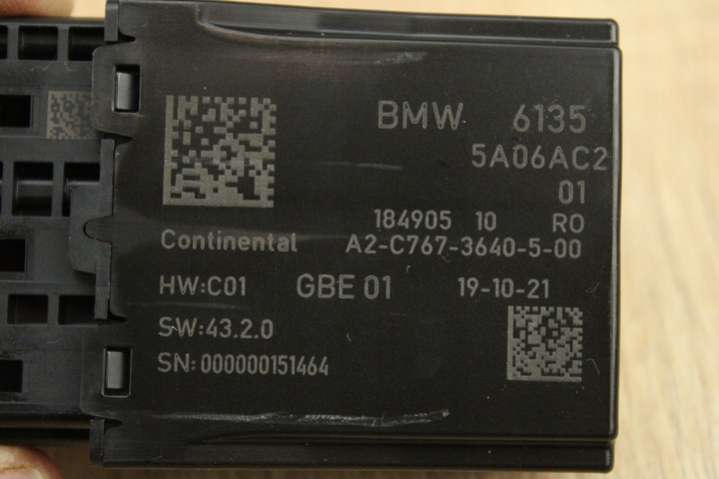 BMW 6135
5A06AC2
01
184905 10 RO
Continental A2-C767-3640-5-00
HW:C01 GBE 01 19-10-21
SW:43.2.0
SN:000000151464